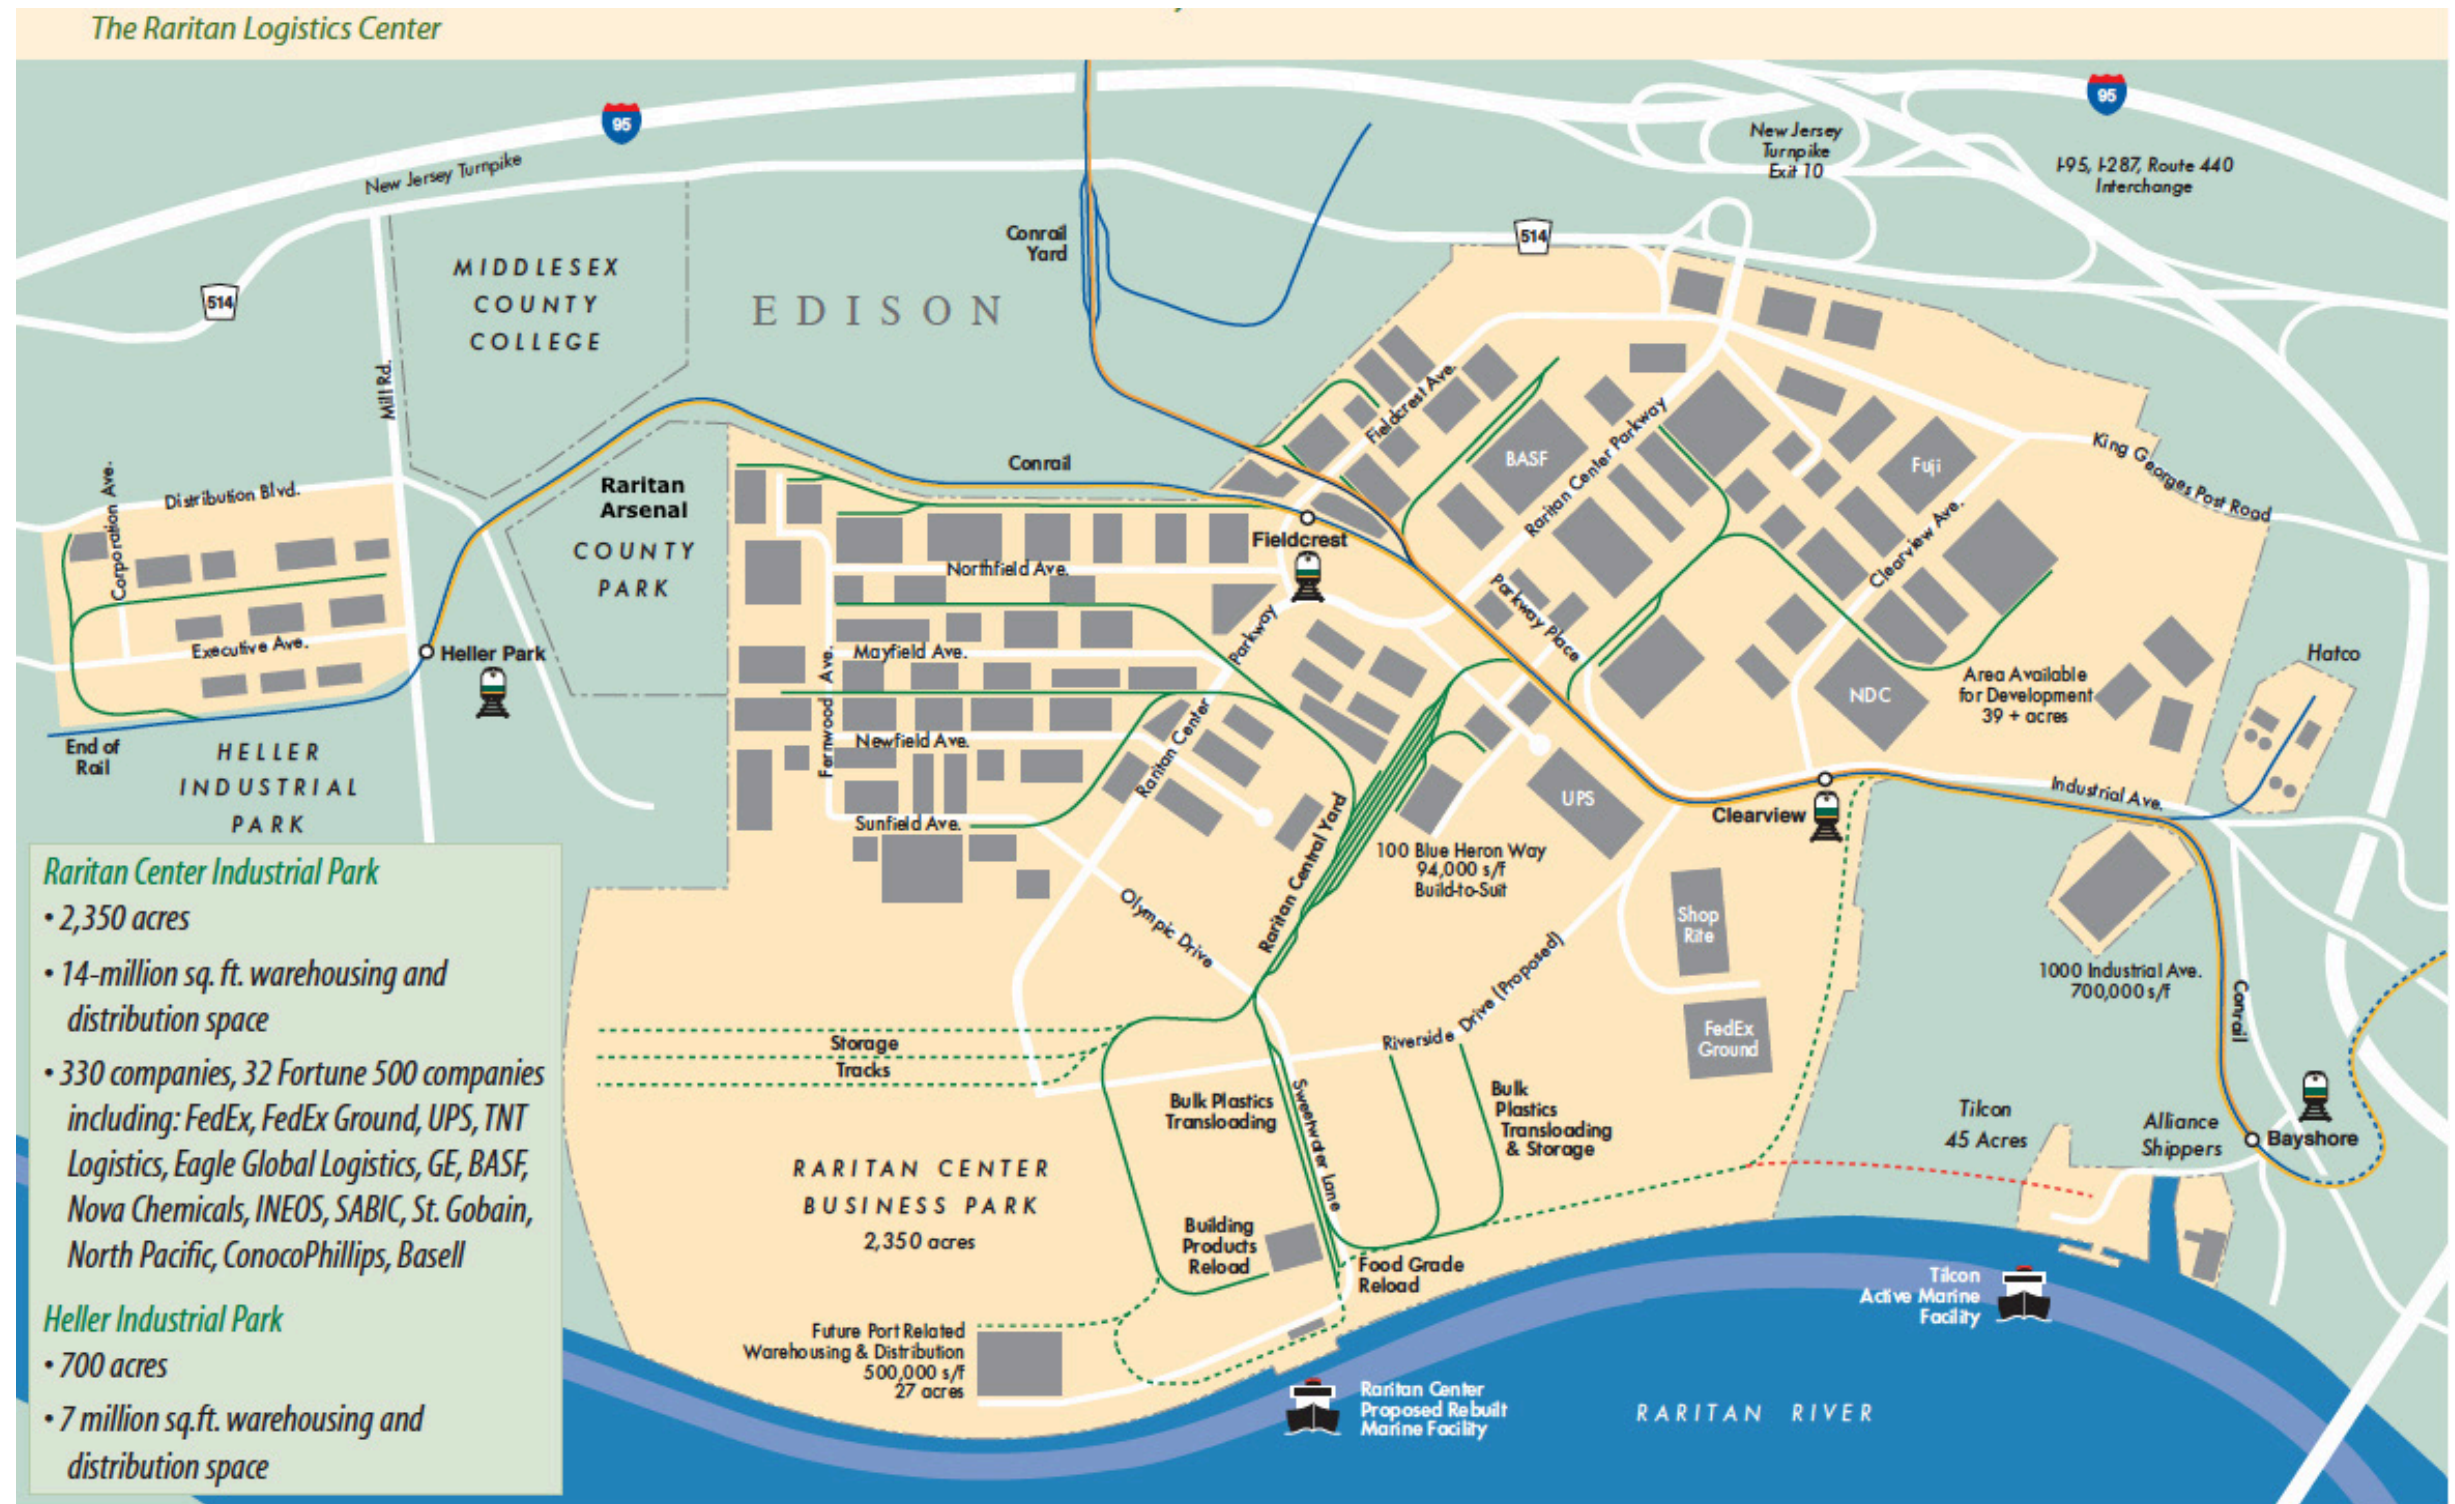 The Raritan Logistics Center
95
95
New Jersey Turnpike
New Jersey
Turnpike
Exit 10
I-95, I-287, Route 440
Interchange
514
514
Conrail
Yard
MIDDLESEX
COUNTY
COLLEGE
EDISON
Mill Rd.
Corporation Ave.
Distribution Blvd.
Executive Ave.
Heller Park
End of
Rail
HELLER
INDUSTRIAL
PARK
Raritan
Arsenal
COUNTY
PARK
Conrail
Fieldcrest Ave.
BASF
Raritan Center Parkway
Fuji
King Georges Post Road
Fieldcrest
Northfield Ave.
Parkway Place
Clearview Ave.
Mayfield Ave.
Fernwood Ave.
Raritan Center Parkway
Newfield Ave.
Sunfield Ave.
NDC
Area Available
for Development
39 + acres
Hatco
UPS
Clearview
Industrial Ave.
Raritan Central Yard
100 Blue Heron Way
94,000 s/f
Build-to-Suit
Olympic Drive
Shop
Rite
1000 Industrial Ave.
700,000 s/f
Conrail
Riverside Drive (Proposed)
FedEx
Ground
Storage
Tracks
Bulk Plastics
Transloading
Sweetwater Lane
Bulk
Plastics
Transloading
& Storage
Tilcon
45 Acres
Alliance
Shippers
Bayshore
RARITAN CENTER
BUSINESS PARK
2,350 acres
Building
Products
Reload
Food Grade
Reload
Tilcon
Active Marine
Facility
Future Port Related
Warehousing & Distribution
500,000 s/f
27 acres
Raritan Center
Proposed Rebuilt
Marine Facility
RARITAN RIVER
Raritan Center Industrial Park
• 2,350 acres
• 14-million sq. ft. warehousing and
distribution space
• 330 companies, 32 Fortune 500 companies
including: FedEx, FedEx Ground, UPS, TNT
Logistics, Eagle Global Logistics, GE, BASF,
Nova Chemicals, INEOS, SABIC, St. Gobain,
North Pacific, ConocoPhillips, Basell
Heller Industrial Park
• 700 acres
• 7 million sq.ft. warehousing and
distribution space